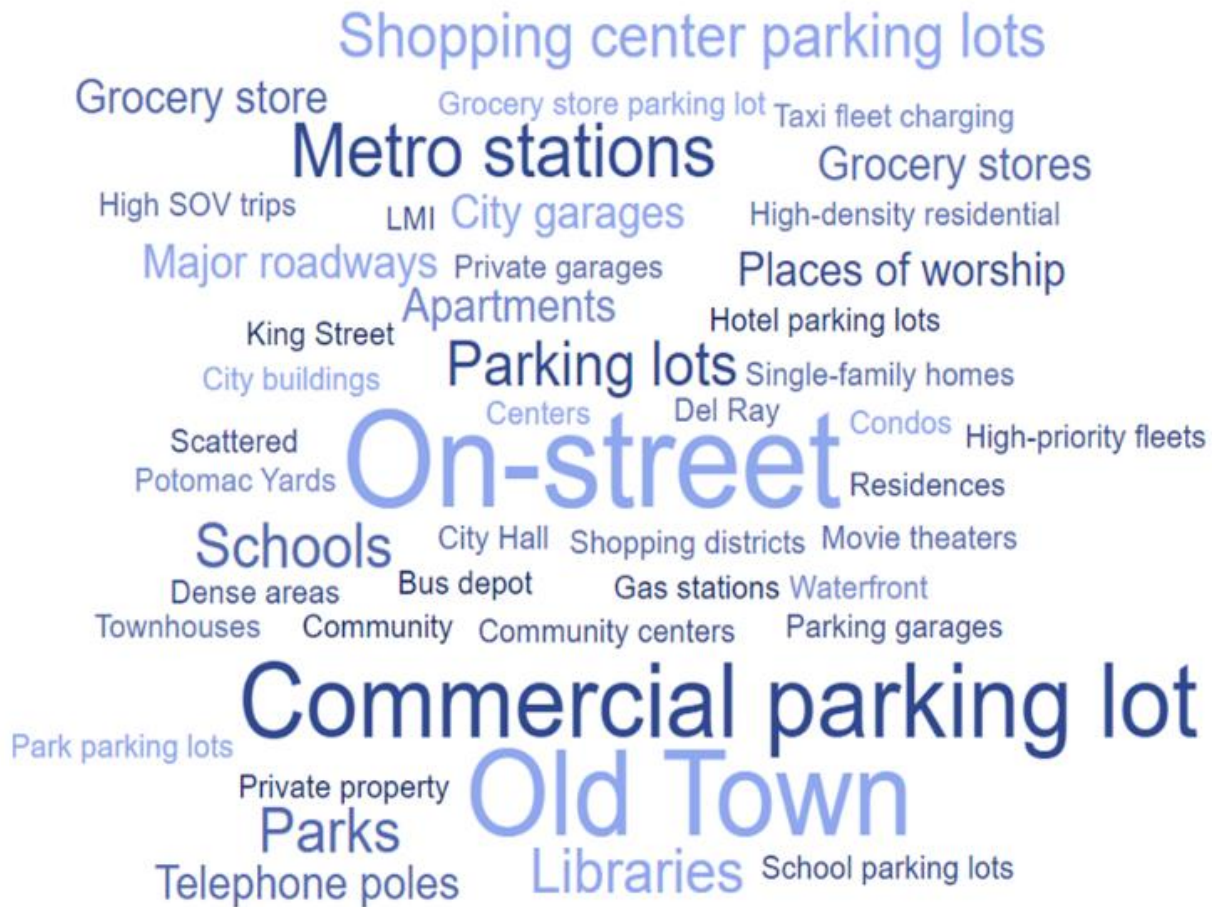 Shopping center parking lots
Grocery store
Grocery store parking lot
Taxi fleet charging
Metro stations
Grocery stores
High SOV trips
LMI
City garages
High-density residential
Major roadways
Private garages
Places of worship
Apartments
Hotel parking lots
King Street
Parking lots
Single-family homes
City buildings
Centers
Del Ray
Condos
High-priority fleets
Scattered
On-street
Potomac Yards
Residences
Schools
City Hall
Shopping districts
Movie theaters
Dense areas
Bus depot
Gas stations
Waterfront
Townhouses
Community
Community centers
Parking garages
Commercial parking lot
Park parking lots
Private property
Old Town
Parks
Telephone poles
Libraries
School parking lots